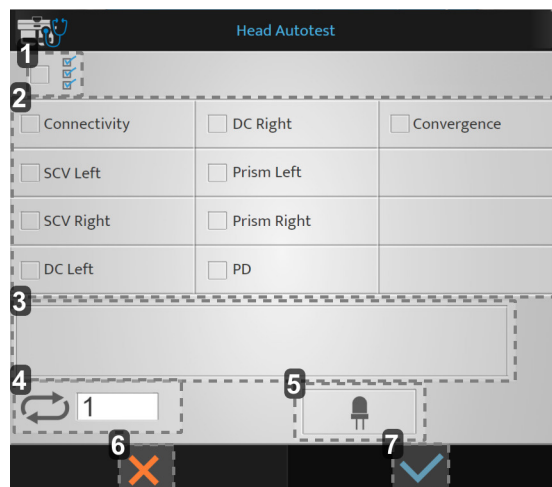 Head Autotest
1
2
Connectivity DC Right Convergence
SCV Left Prism Left
SCV Right Prism Right
DC Left PD
3
4 5
1
6 7